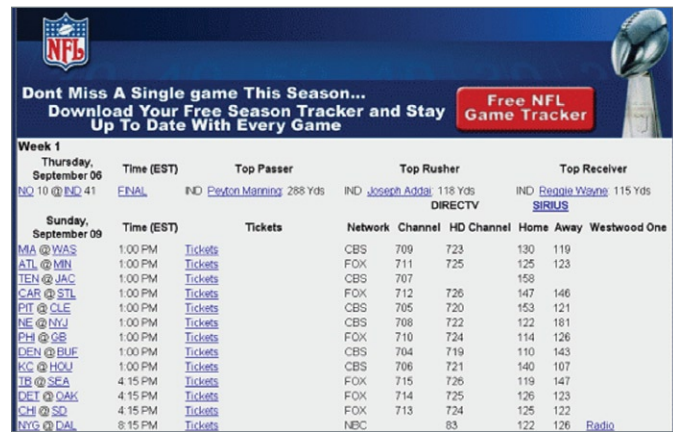 NFL
Dont Miss A Single game This Season...
Download Your Free Season Tracker and Stay
Up To Date With Every Game
Free NFL
Game Tracker
Week 1
Thursday, September 06 Time (EST) Top Passer Top Rusher Top Receiver
NO 10 @ IND 41 FINAL IND Peyton Manning: 288 Yds IND Joseph Addai: 118 Yds IND Reggie Wayne: 115 Yds
DIRECTV SIRIUS
Sunday, September 09 Time (EST) Tickets Network Channel HD Channel Home Away Westwood One
MIA @ WAS 1:00 PM Tickets CBS 709 723 130 119
ATL @ MIN 1:00 PM Tickets FOX 711 725 125 123
TEN @ JAC 1:00 PM Tickets CBS 707 158
CAR @ STL 1:00 PM Tickets FOX 712 726 147 146
PIT @ CLE 1:00 PM Tickets CBS 705 720 153 121
NE @ NYJ 1:00 PM Tickets CBS 708 722 122 181
PHI @ GB 1:00 PM Tickets FOX 710 724 114 126
DEN @ BUF 1:00 PM Tickets CBS 704 719 110 143
KC @ HOU 1:00 PM Tickets CBS 706 721 140 107
TB @ SEA 4:15 PM Tickets FOX 715 726 119 147
DET @ OAK 4:15 PM Tickets FOX 714 725 126 123
CHI @ SD 4:15 PM Tickets FOX 713 724 125 122
NYG @ DAL 8:15 PM Tickets NBC 83 122 126 Radio